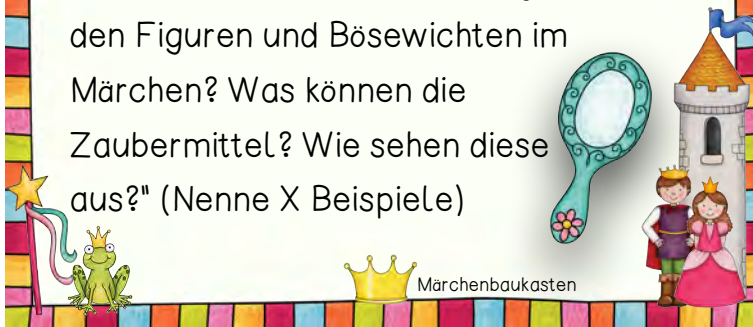 den Figuren und Bösewichten im
Märchen? Was können die
Zaubermittel? Wie sehen diese
aus?" (Nenne X Beispiele)
Märchenbaukasten